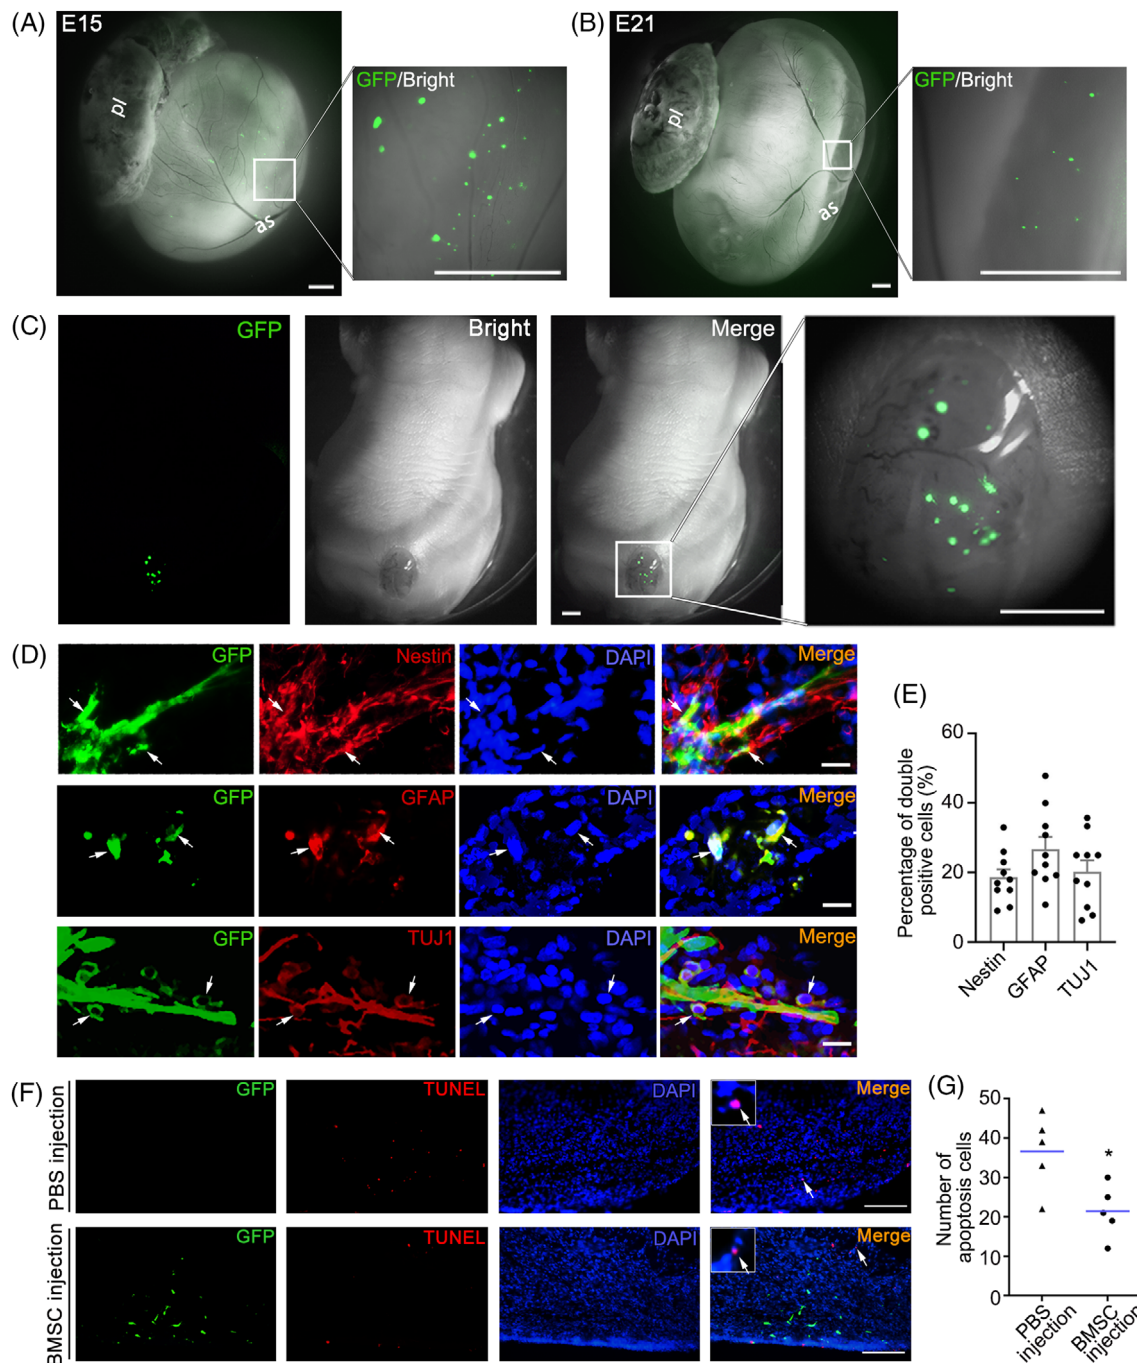 (A)
E15
pl
as
GFP/Bright
(B)
E21
pl
as
GFP/Bright
(C)
GFP
Bright
Merge
(D)
GFP
Nestin
DAPI
Merge
GFP
GFAP
DAPI
Merge
GFP
TUJ1
DAPI
Merge
(E)
Percentage of double
positive cells (%)
60
40
20
0
Nestin
GFAP
TUJ1
(F)
PBS injection
GFP
TUNEL
DAPI
Merge
BMSC injection
GFP
TUNEL
DAPI
Merge
(G)
Number of
apoptosis cells
50
40
30
20
10
0
*
PBS
injection
BMSC
injection